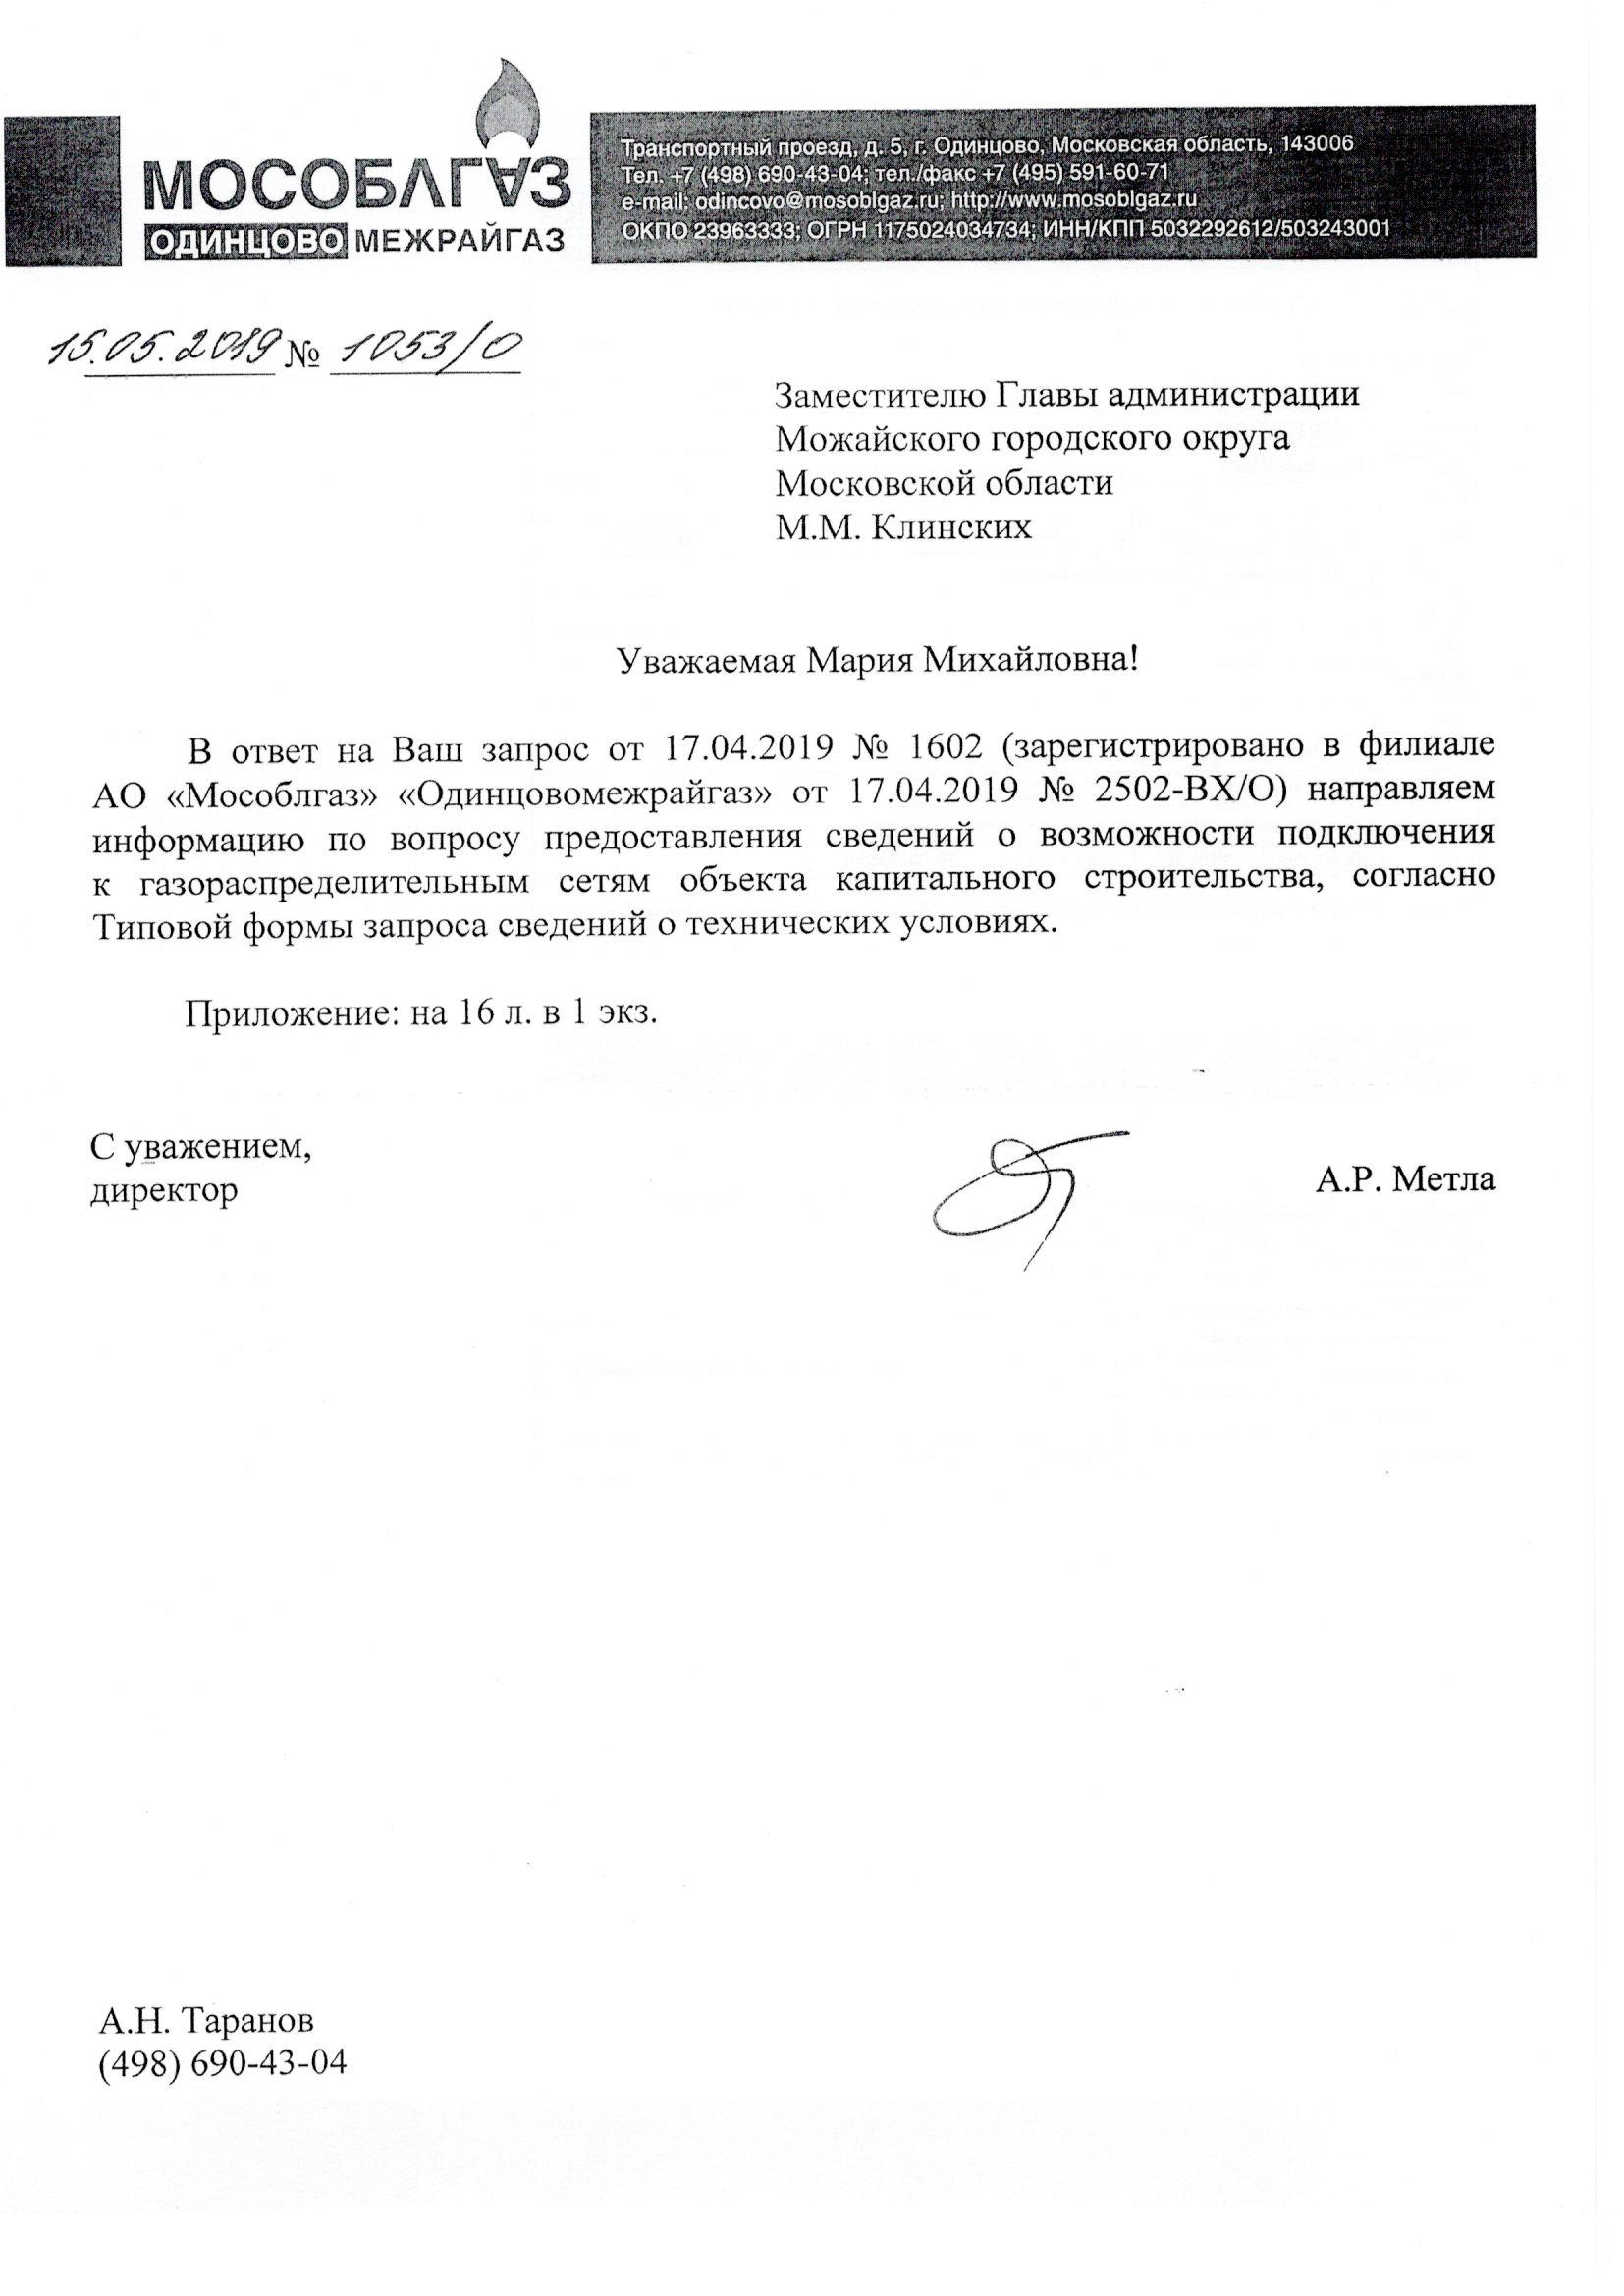 МОСОБЛГАЗ
ОДИНЦОВО МЕЖРАЙГАЗ
Транспортный проезд, д. 5, г. Одинцово, Московская область, 143006
Тел. +7 (498) 690-43-04; тел./факс +7 (495) 591-60-71
e-mail: odincovo@mosoblgaz.ru; http://www.mosoblgaz.ru
ОКПО 23963333; ОГРН 1175024034734; ИНН/КПП 5032292612/503243001
15.05.2019 № 1053/О
Заместителю Главы администрации
Можайского городского округа
Московской области
М.М. Клинских
Уважаемая Мария Михайловна!
В ответ на Ваш запрос от 17.04.2019 № 1602 (зарегистрировано в филиале
АО «Мособлгаз» «Одинцовомежрайгаз» от 17.04.2019 № 2502-ВХ/О) направляем
информацию по вопросу предоставления сведений о возможности подключения
к газораспределительным сетям объекта капитального строительства, согласно
Типовой формы запроса сведений о технических условиях.
Приложение: на 16 л. в 1 экз.
С уважением,
директор
А.Р. Метла
А.Н. Таранов
(498) 690-43-04